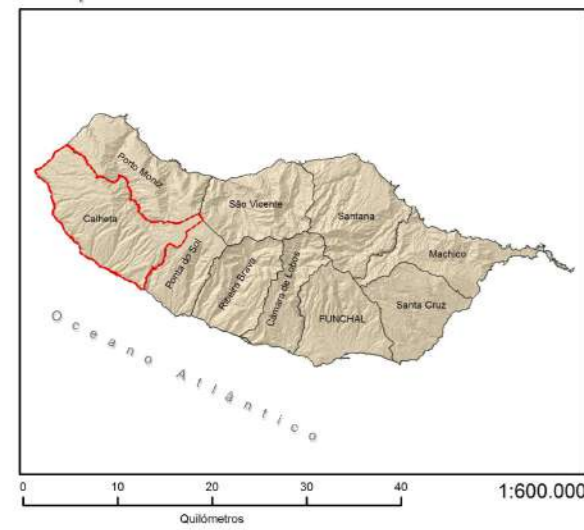 Porto Moniz
São Vicente
Santana
Calheta
Ponta do Sol
Ribeira Brava
Câmara de Lobos
Machico
Santa Cruz
FUNCHAL
Oceano Atlântico
0 10 20 30 40
Quilómetros
1:600.000